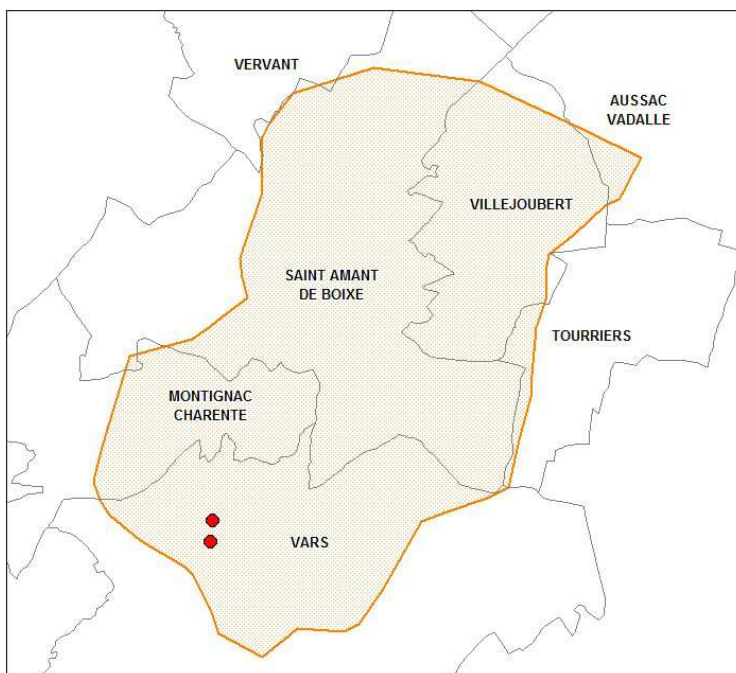 VERVANT
AUSSAC
VADALLE
VILLEJOUBERT
SAINT AMANT
DE BOIXE
TOURRIERS
MONTIGNAC
CHARENTE
VARS